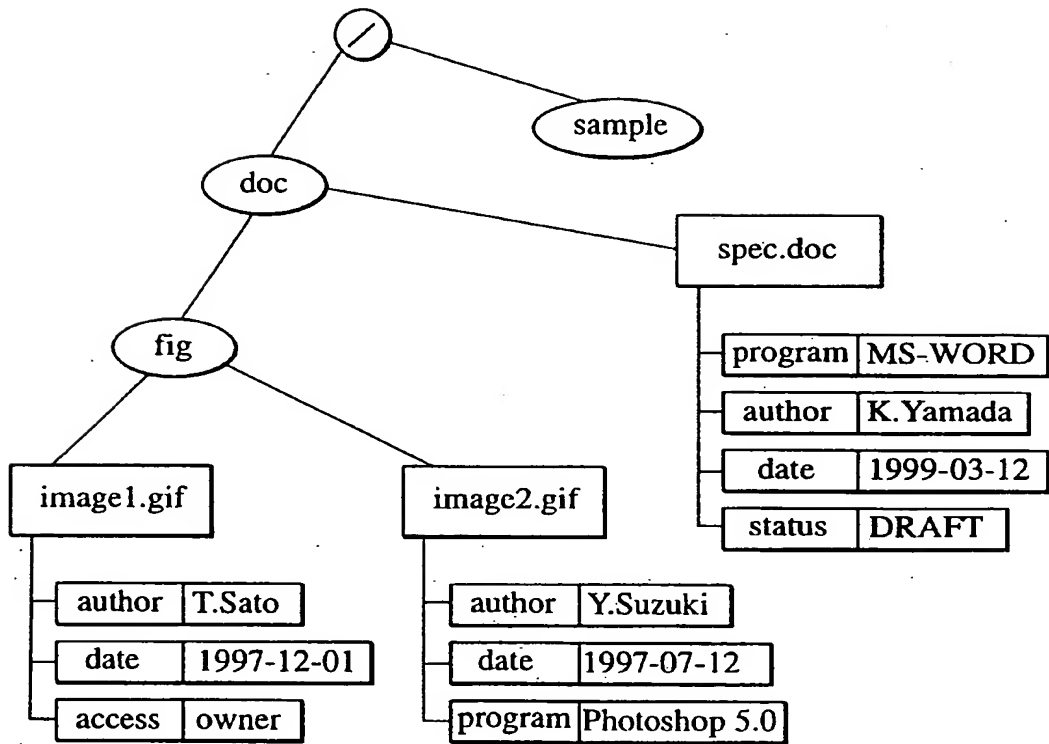 /
sample
doc
spec.doc
program MS-WORD
author K.Yamada
date 1999-03-12
status DRAFT
fig
image1.gif
author T.Sato
date 1997-12-01
access owner
image2.gif
author Y.Suzuki
date 1997-07-12
program Photoshop 5.0